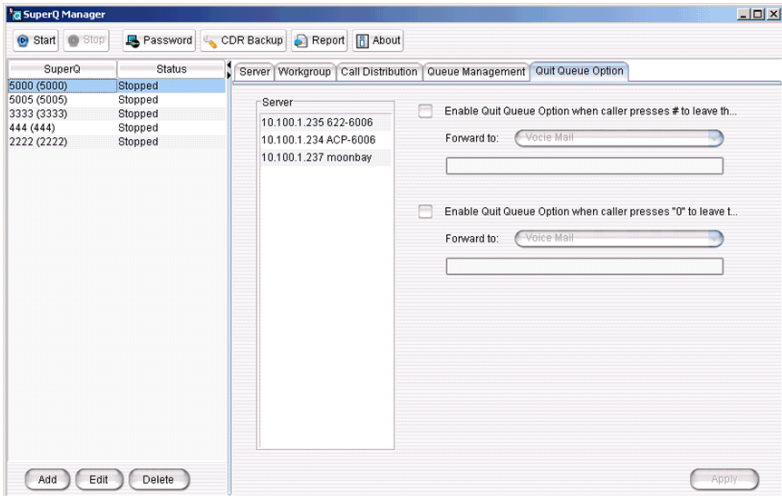 SuperQ Manager
Start Stop Password CDR Backup Report About
SuperQ Status
5000 (5000) Stopped
5005 (5005) Stopped
3333 (3333) Stopped
444 (444) Stopped
2222 (2222) Stopped
Add Edit Delete
Server Workgroup Call Distribution Queue Management Quit Queue Option
Server
10.100.1.235 622-6006
10.100.1.234 ACP-6006
10.100.1.237 moonbay
Enable Quit Queue Option when caller presses # to leave th...
Forward to: Vocie Mail
Enable Quit Queue Option when caller presses "0" to leave t...
Forward to: Voice Mail
Apply